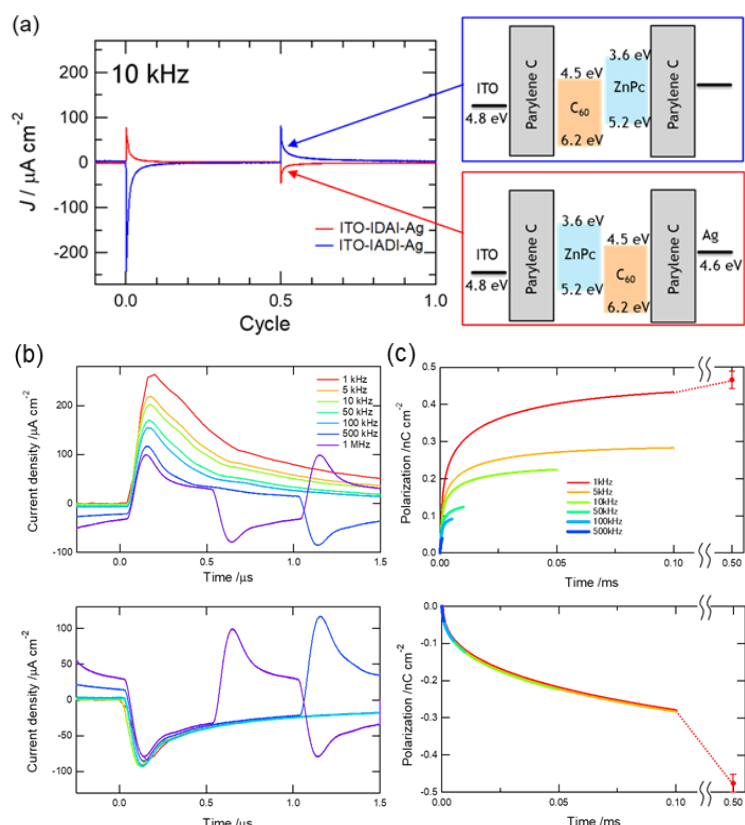 (a)
10 kHz
200
100
0
-100
-200
J / μA cm⁻²
0.0
0.5
1.0
Cycle
ITO-IDAI-Ag
ITO-IADI-Ag
ITO
4.8 eV
Parylene C
4.5 eV
C₆₀
6.2 eV
3.6 eV
ZnPc
5.2 eV
Parylene C
ITO
4.8 eV
Parylene C
3.6 eV
ZnPc
5.2 eV
4.5 eV
C₆₀
6.2 eV
Parylene C
Ag
4.6 eV
(b)
Current density /μA cm⁻²
200
100
0
-100
1 kHz
5 kHz
10 kHz
50 kHz
100 kHz
500 kHz
1 MHz
0.0
0.5
1.0
1.5
Time /μs
Current density /μA cm⁻²
100
50
0
-50
-100
0.0
0.5
1.0
1.5
Time /μs
(c)
Polarization /nC cm⁻²
0.5
0.4
0.3
0.2
0.1
0.0
1kHz
5kHz
10kHz
50kHz
100kHz
500kHz
0.00
0.05
0.10
0.50
Time /ms
Polarization /nC cm⁻²
0.0
-0.1
-0.2
-0.3
-0.4
-0.5
0.00
0.05
0.10
0.50
Time /ms